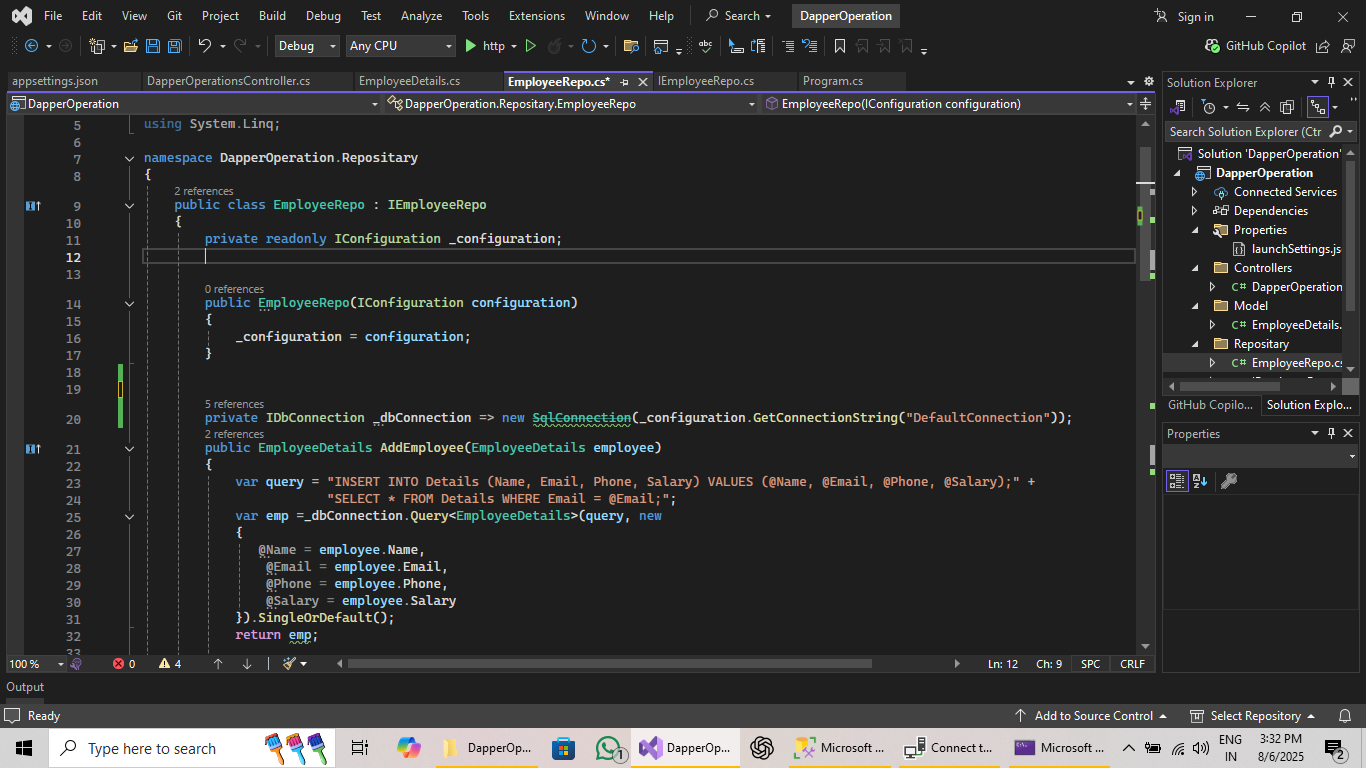 File Edit View Git Project Build Debug Test Analyze Tools Extensions Window Help Search DapperOperation Sign in
Debug Any CPU http GitHub Copilot
appsettings.json DapperOperationsController.cs EmployeeDetails.cs EmployeeRepo.cs* IEmployeeRepo.cs Program.cs
DapperOperation DapperOperation.Repositary.EmployeeRepo EmployeeRepo(IConfiguration configuration)
5 using System.Linq;
6
7 namespace DapperOperation.Repositary
8 {
2 references
9 public class EmployeeRepo : IEmployeeRepo
10 {
11 private readonly IConfiguration _configuration;
12
13
0 references
14 public EmployeeRepo(IConfiguration configuration)
15 {
16 _configuration = configuration;
17 }
18
19
5 references
20 private IDbConnection _dbConnection => new SqlConnection(_configuration.GetConnectionString("DefaultConnection"));
2 references
21 public EmployeeDetails AddEmployee(EmployeeDetails employee)
22 {
23 var query = "INSERT INTO Details (Name, Email, Phone, Salary) VALUES (@Name, @Email, @Phone, @Salary);" +
24 "SELECT * FROM Details WHERE Email = @Email;";
25 var emp =_dbConnection.Query<EmployeeDetails>(query, new
26 {
27 @Name = employee.Name,
28 @Email = employee.Email,
29 @Phone = employee.Phone,
30 @Salary = employee.Salary
31 }).SingleOrDefault();
32 return emp;
33
100 % 0 4 Ln: 12 Ch: 9 SPC CRLF
Solution Explorer
Search Solution Explorer (Ctr
Solution 'DapperOperation'
DapperOperation
Connected Services
Dependencies
Properties
launchSettings.js
Controllers
C# DapperOperation
Model
C# EmployeeDetails.
Repositary
C# EmployeeRepo.cs
GitHub Copilo... Solution Explo...
Properties
Output
Ready Add to Source Control Select Repository
Type here to search DapperOp... 1 DapperOp... Microsoft ... Connect t... Microsoft ... ENG IN 3:32 PM 8/6/2025 2